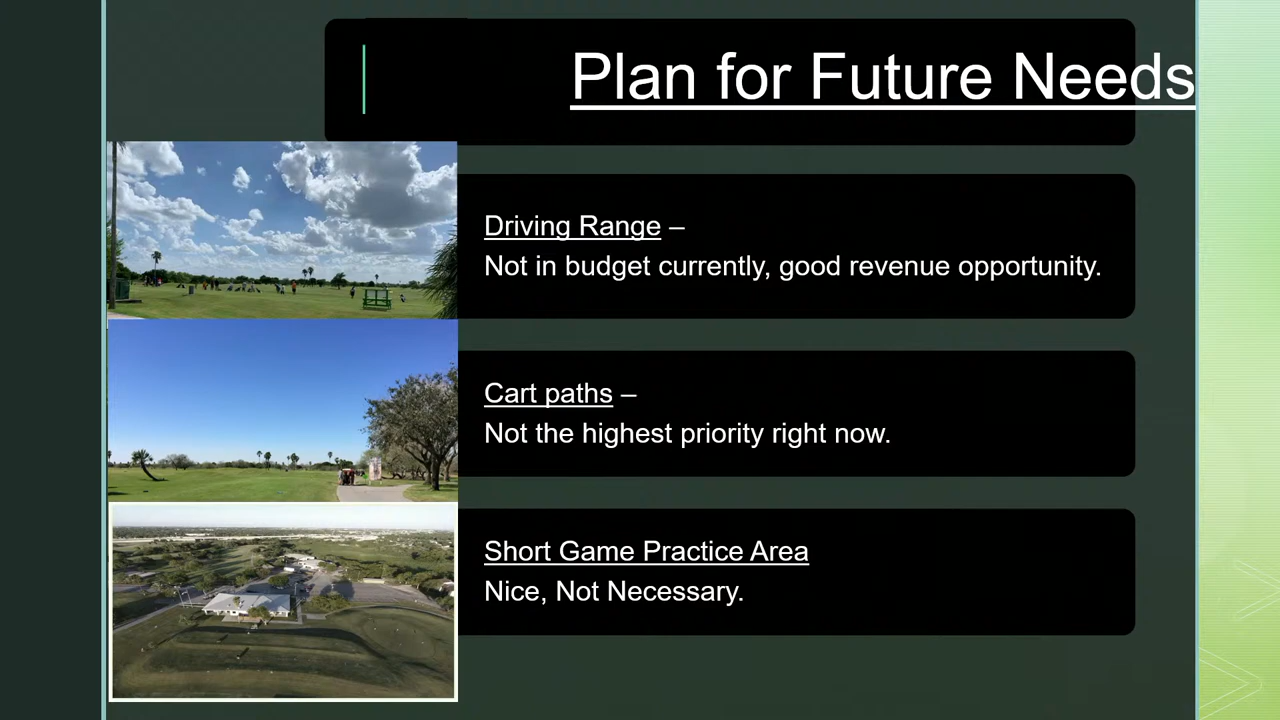 Plan for Future Needs
Driving Range –
Not in budget currently, good revenue opportunity.
Cart paths –
Not the highest priority right now.
Short Game Practice Area
Nice, Not Necessary.